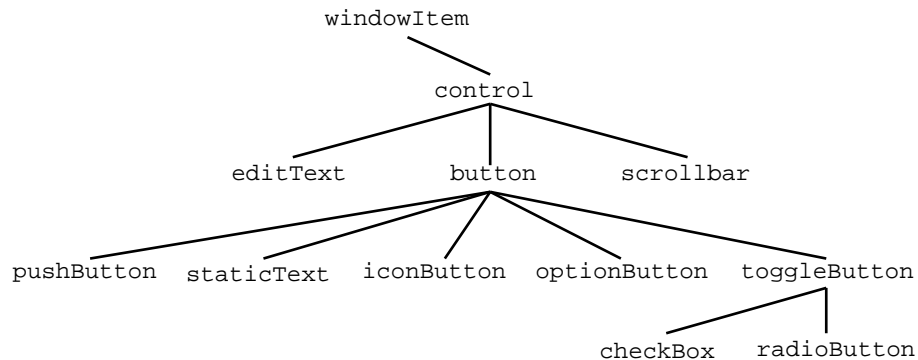 windowItem
control
editText button scrollbar
pushButton staticText iconButton optionButton toggleButton
checkBox radioButton